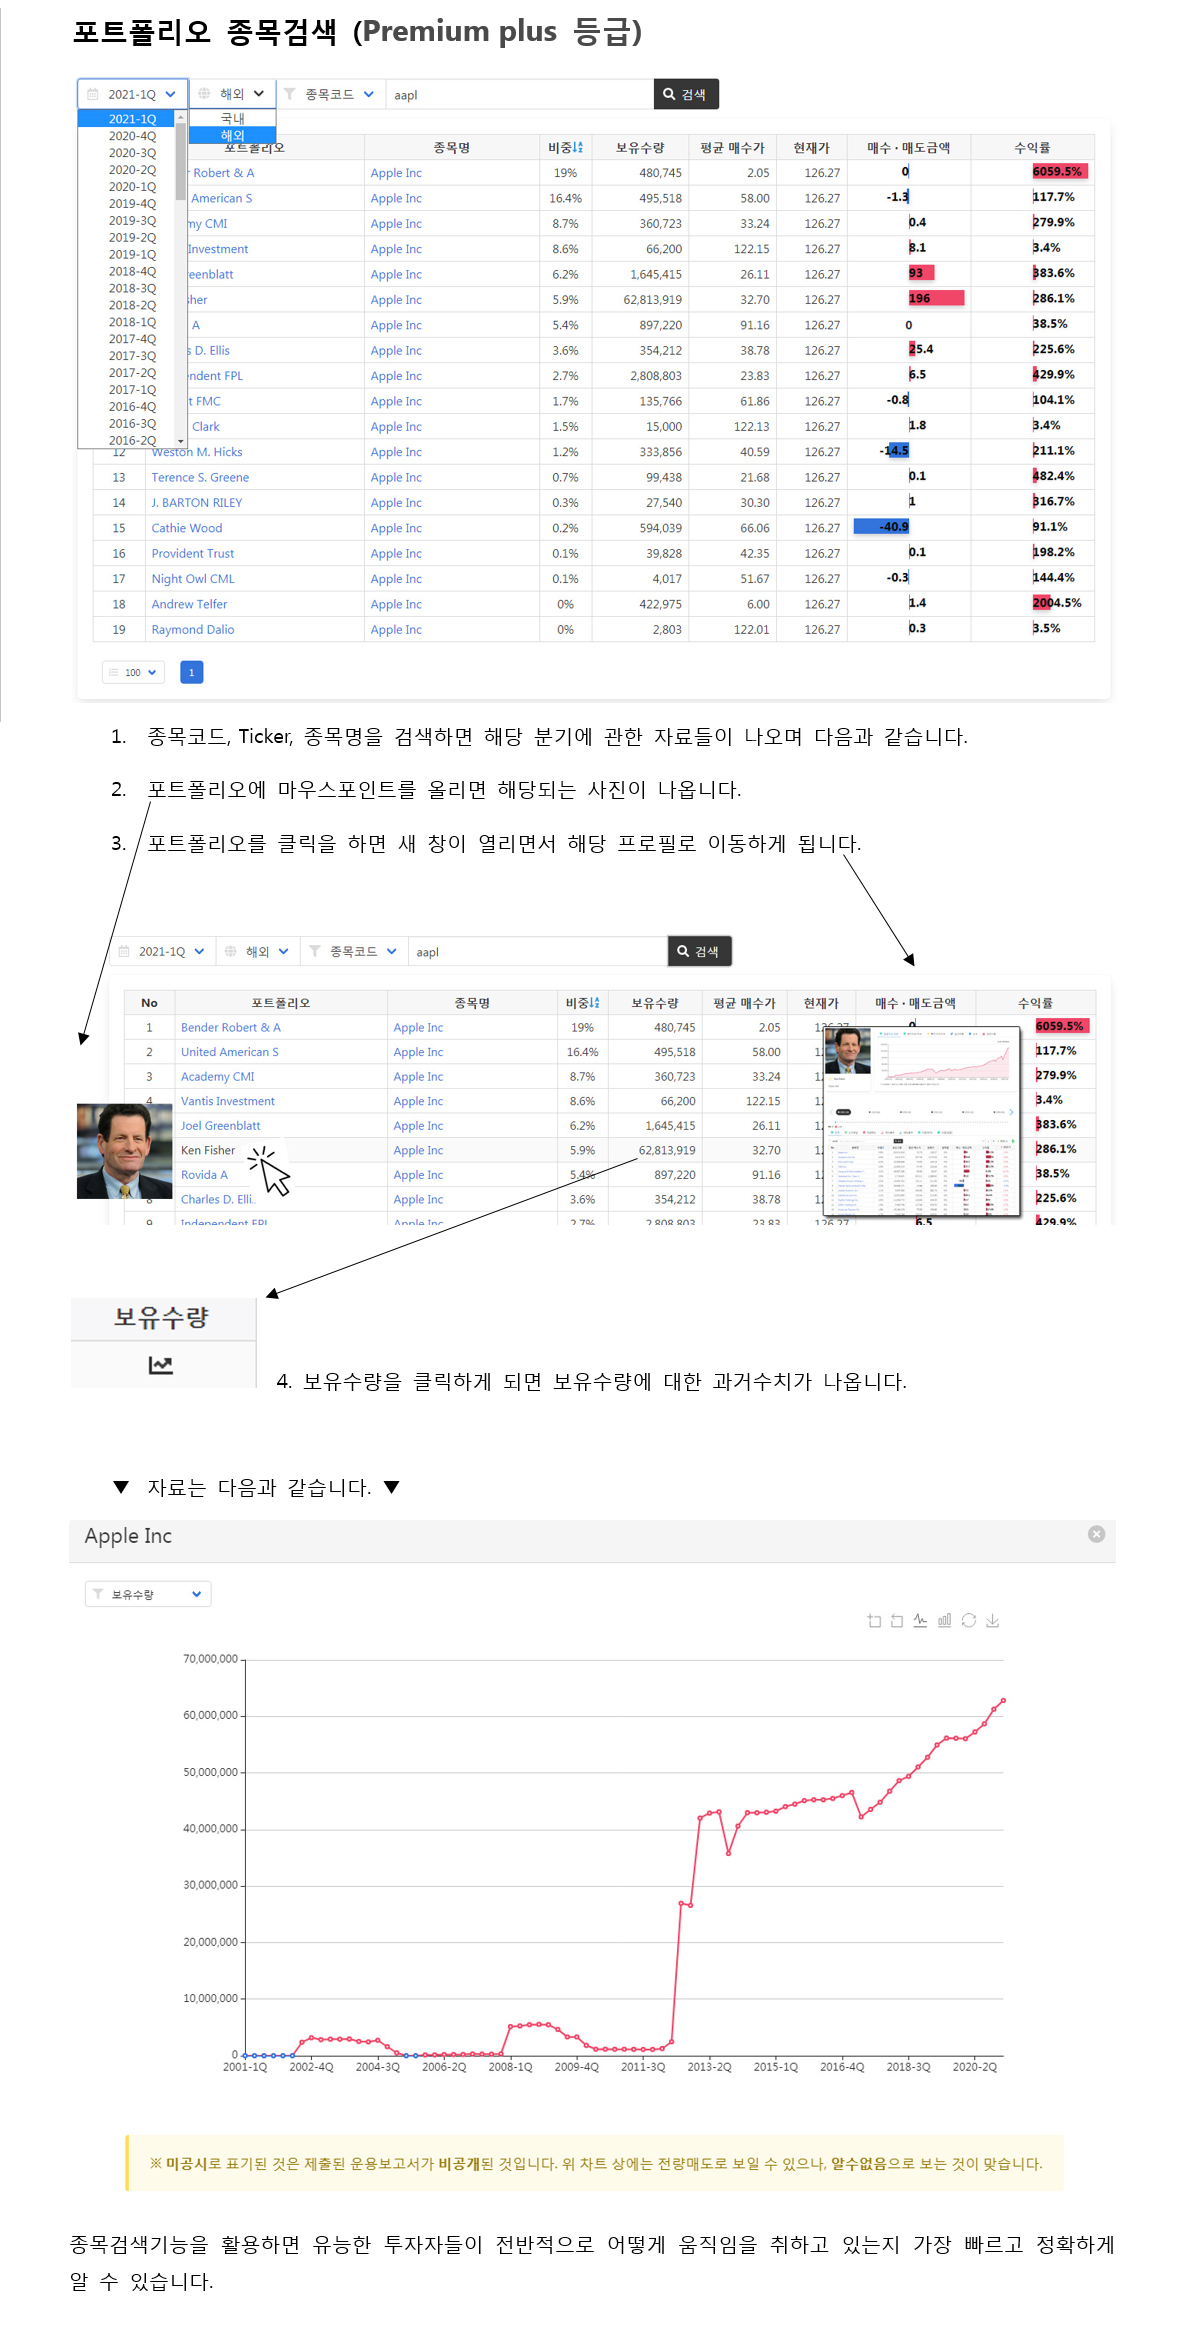 포트폴리오 종목검색 (Premium plus 등급)
2021-1Q 해외 종목코드 aapl 검색
2021-1Q 국내
2020-4Q 해외
2020-3Q
2020-2Q
2020-1Q
2019-4Q
2019-3Q
2019-2Q
2019-1Q
2018-4Q
2018-3Q
2018-2Q
2018-1Q
2017-4Q
2017-3Q
2017-2Q
2017-1Q
2016-4Q
2016-3Q
2016-2Q
포트폴리오 종목명 비중 보유수량 평균 매수가 현재가 매수·매도금액 수익률
r Robert & A Apple Inc 19% 480,745 2.05 126.27 0 6059.5%
American S Apple Inc 16.4% 495,518 58.00 126.27 -1.3 117.7%
my CMI Apple Inc 8.7% 360,723 33.24 126.27 0.4 279.9%
Investment Apple Inc 8.6% 66,200 122.15 126.27 8.1 3.4%
eenblatt Apple Inc 6.2% 1,645,415 26.11 126.27 93 383.6%
sher Apple Inc 5.9% 62,813,919 32.70 126.27 196 286.1%
A Apple Inc 5.4% 897,220 91.16 126.27 0 38.5%
s D. Ellis Apple Inc 3.6% 354,212 38.78 126.27 25.4 225.6%
ndent FPL Apple Inc 2.7% 2,808,803 23.83 126.27 6.5 429.9%
t FMC Apple Inc 1.7% 135,766 61.86 126.27 -0.8 104.1%
Clark Apple Inc 1.5% 15,000 122.13 126.27 1.8 3.4%
12 Weston M. Hicks Apple Inc 1.2% 333,856 40.59 126.27 -14.5 211.1%
13 Terence S. Greene Apple Inc 0.7% 99,438 21.68 126.27 0.1 482.4%
14 J. BARTON RILEY Apple Inc 0.3% 27,540 30.30 126.27 1 316.7%
15 Cathie Wood Apple Inc 0.2% 594,039 66.06 126.27 -40.9 91.1%
16 Provident Trust Apple Inc 0.1% 39,828 42.35 126.27 0.1 198.2%
17 Night Owl CML Apple Inc 0.1% 4,017 51.67 126.27 -0.3 144.4%
18 Andrew Telfer Apple Inc 0% 422,975 6.00 126.27 1.4 2004.5%
19 Raymond Dalio Apple Inc 0% 2,803 122.01 126.27 0.3 3.5%
100 1
1. 종목코드, Ticker, 종목명을 검색하면 해당 분기에 관한 자료들이 나오며 다음과 같습니다.
2. 포트폴리오에 마우스포인트를 올리면 해당되는 사진이 나옵니다.
3. 포트폴리오를 클릭을 하면 새 창이 열리면서 해당 프로필로 이동하게 됩니다.
2021-1Q 해외 종목코드 aapl 검색
No 포트폴리오 종목명 비중 보유수량 평균 매수가 현재가 매수·매도금액 수익률
1 Bender Robert & A Apple Inc 19% 480,745 2.05 126.27 0 6059.5%
2 United American S Apple Inc 16.4% 495,518 58.00 117.7%
3 Academy CMI Apple Inc 8.7% 360,723 33.24 279.9%
4 Vantis Investment Apple Inc 8.6% 66,200 122.15 3.4%
Joel Greenblatt Apple Inc 6.2% 1,645,415 26.11 383.6%
Ken Fisher Apple Inc 5.9% 62,813,919 32.70 286.1%
Rovida A Apple Inc 5.4% 897,220 91.16 38.5%
8 Charles D. Elli.. Apple Inc 3.6% 354,212 38.78 225.6%
9 Independent FPL Apple Inc 2.7% 2,808,803 23.83 126.27 6.5 429.9%
보유수량
4. 보유수량을 클릭하게 되면 보유수량에 대한 과거수치가 나옵니다.
▼ 자료는 다음과 같습니다. ▼
Apple Inc
보유수량
70,000,000
60,000,000
50,000,000
40,000,000
30,000,000
20,000,000
10,000,000
0
2001-1Q 2002-4Q 2004-3Q 2006-2Q 2008-1Q 2009-4Q 2011-3Q 2013-2Q 2015-1Q 2016-4Q 2018-3Q 2020-2Q
※ 미공시로 표기된 것은 제출된 운용보고서가 비공개된 것입니다. 위 차트 상에는 전량매도로 보일 수 있으나, 알수없음으로 보는 것이 맞습니다.
종목검색기능을 활용하면 유능한 투자자들이 전반적으로 어떻게 움직임을 취하고 있는지 가장 빠르고 정확하게
알 수 있습니다.